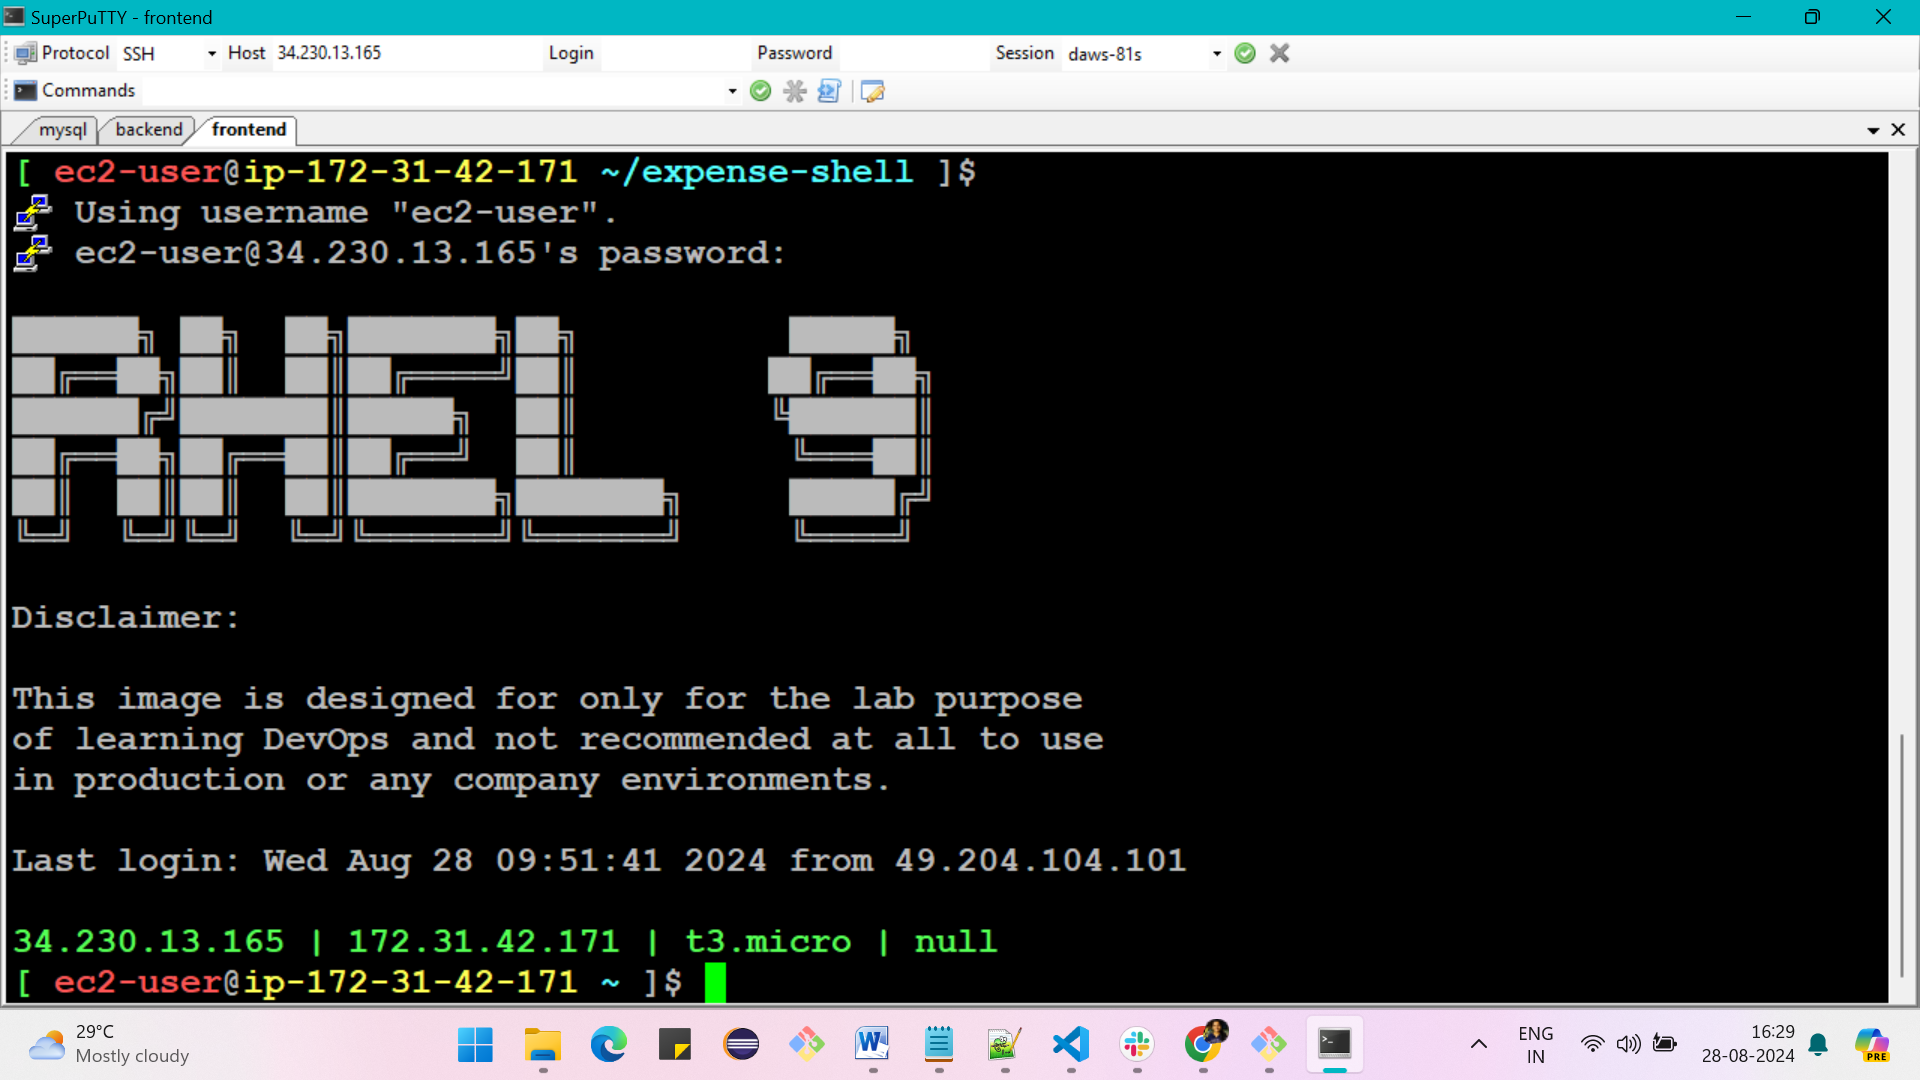 SuperPuTTY - frontend
Protocol SSH Host 34.230.13.165 Login Password Session daws-81s
Commands
mysql backend frontend
[ ec2-user@ip-172-31-42-171 ~/expense-shell ]$
Using username "ec2-user".
ec2-user@34.230.13.165's password:
RHEL 9
Disclaimer:
This image is designed for only for the lab purpose
of learning DevOps and not recommended at all to use
in production or any company environments.
Last login: Wed Aug 28 09:51:41 2024 from 49.204.104.101
34.230.13.165 | 172.31.42.171 | t3.micro | null
[ ec2-user@ip-172-31-42-171 ~ ]$
29°C
Mostly cloudy
ENG
IN
16:29
28-08-2024
PRE